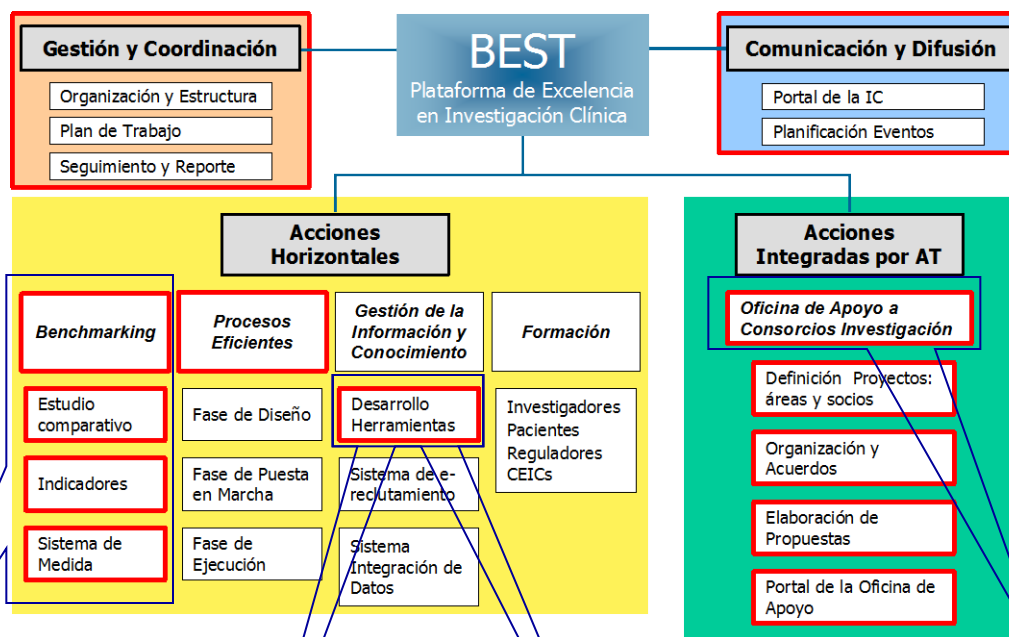 Gestión y Coordinación
Organización y Estructura
Plan de Trabajo
Seguimiento y Reporte
BEST
Plataforma de Excelencia
en Investigación Clínica
Comunicación y Difusión
Portal de la IC
Planificación Eventos
Acciones
Horizontales
Benchmarking
Estudio
comparativo
Indicadores
Sistema de
Medida
Procesos
Eficientes
Fase de Diseño
Fase de Puesta
en Marcha
Fase de
Ejecución
Gestión de la
Información y
Conocimiento
Desarrollo
Herramientas
Sistema de e-
reclutamiento
Sistema
Integración de
Datos
Formación
Investigadores
Pacientes
Reguladores
CEICs
Acciones
Integradas por AT
Oficina de Apoyo a
Consorcios Investigación
Definición Proyectos:
áreas y socios
Organización y
Acuerdos
Elaboración de
Propuestas
Portal de la Oficina de
Apoyo